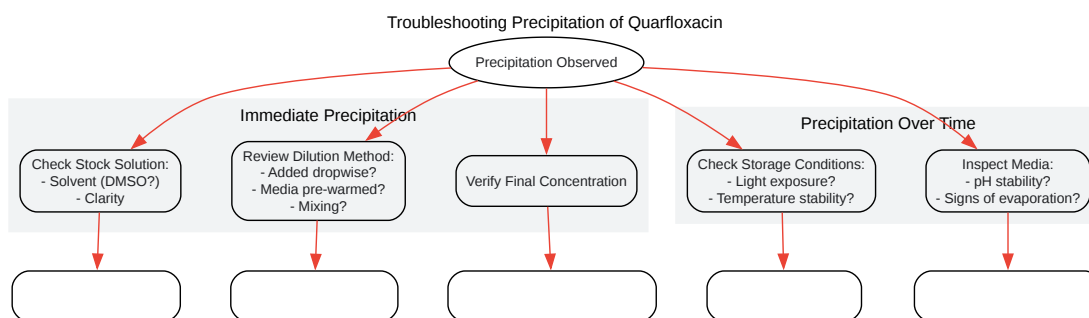 Troubleshooting Precipitation of Quarfloxacin
Precipitation Observed
Immediate Precipitation
Check Stock Solution:
- Solvent (DMSO?)
- Clarity
Review Dilution Method:
- Added dropwise?
- Media pre-warmed?
- Mixing?
Verify Final Concentration
Precipitation Over Time
Check Storage Conditions:
- Light exposure?
- Temperature stability?
Inspect Media:
- pH stability?
- Signs of evaporation?